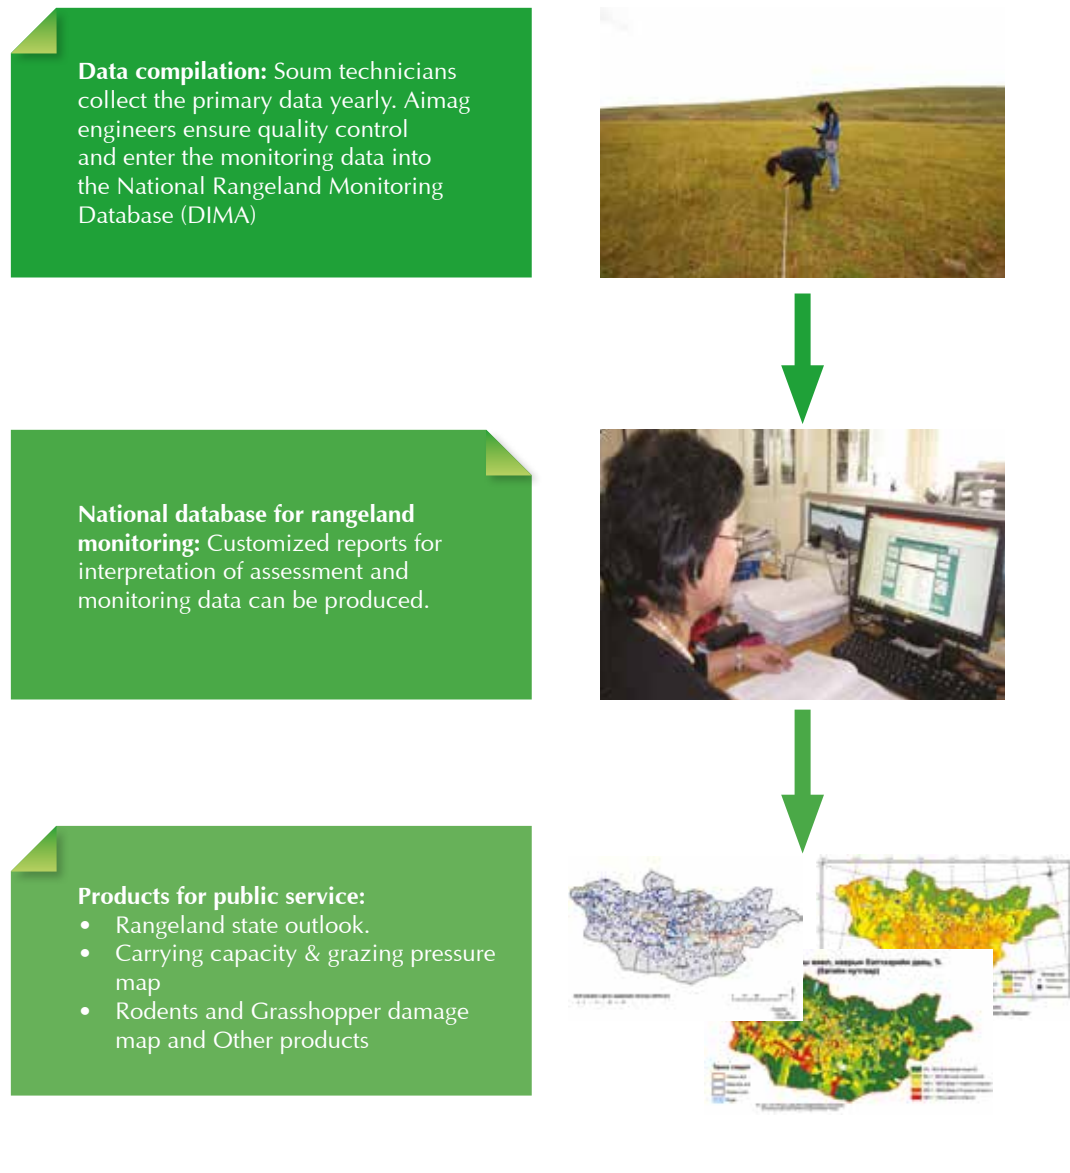 Data compilation: Soum technicians
collect the primary data yearly. Aimag
engineers ensure quality control
and enter the monitoring data into
the National Rangeland Monitoring
Database (DIMA)
National database for rangeland
monitoring: Customized reports for
interpretation of assessment and
monitoring data can be produced.
Products for public service:
• Rangeland state outlook.
• Carrying capacity & grazing pressure
map
• Rodents and Grasshopper damage
map and Other products